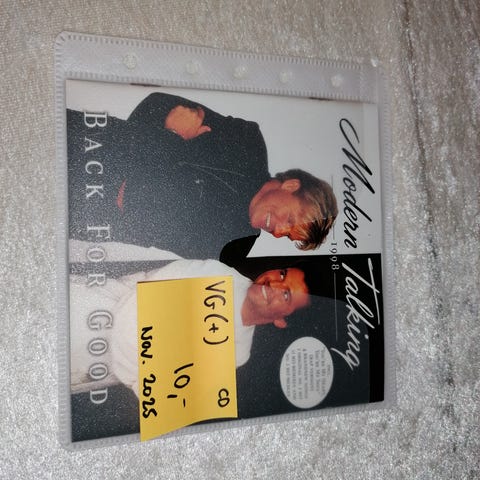 Modern Talking
1998
BACK FOR GOOD
CD
VG(+)
10,-
Nov. 2025